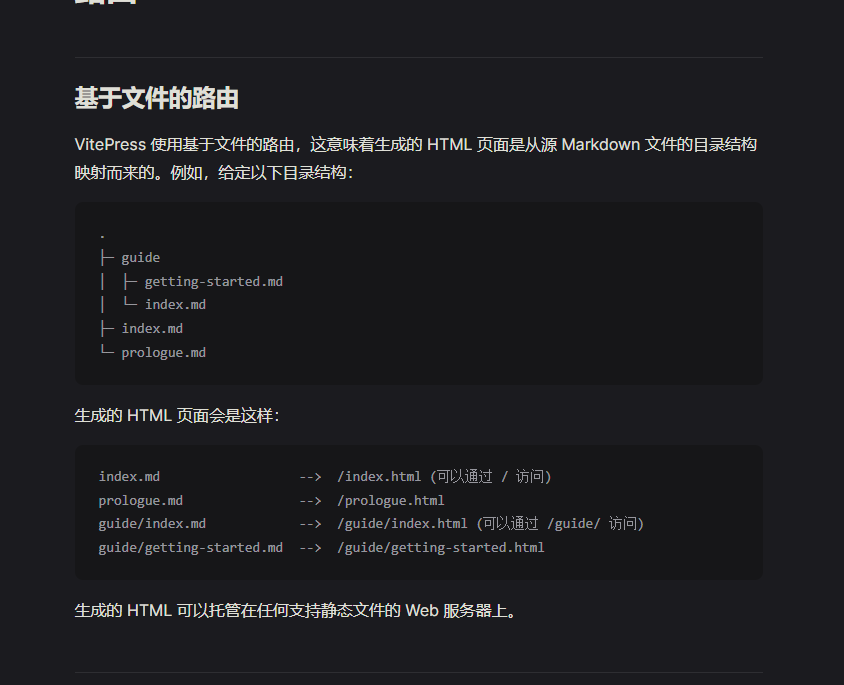 路由
基于文件的路由
VitePress 使用基于文件的路由，这意味着生成的 HTML 页面是从源 Markdown 文件的目录结构
映射而来的。例如，给定以下目录结构：
.
├─ guide
│  ├─ getting-started.md
│  └─ index.md
├─ index.md
└─ prologue.md
生成的 HTML 页面会是这样：
index.md                  -->  /index.html (可以通过 / 访问)
prologue.md               -->  /prologue.html
guide/index.md            -->  /guide/index.html (可以通过 /guide/ 访问)
guide/getting-started.md  -->  /guide/getting-started.html
生成的 HTML 可以托管在任何支持静态文件的 Web 服务器上。